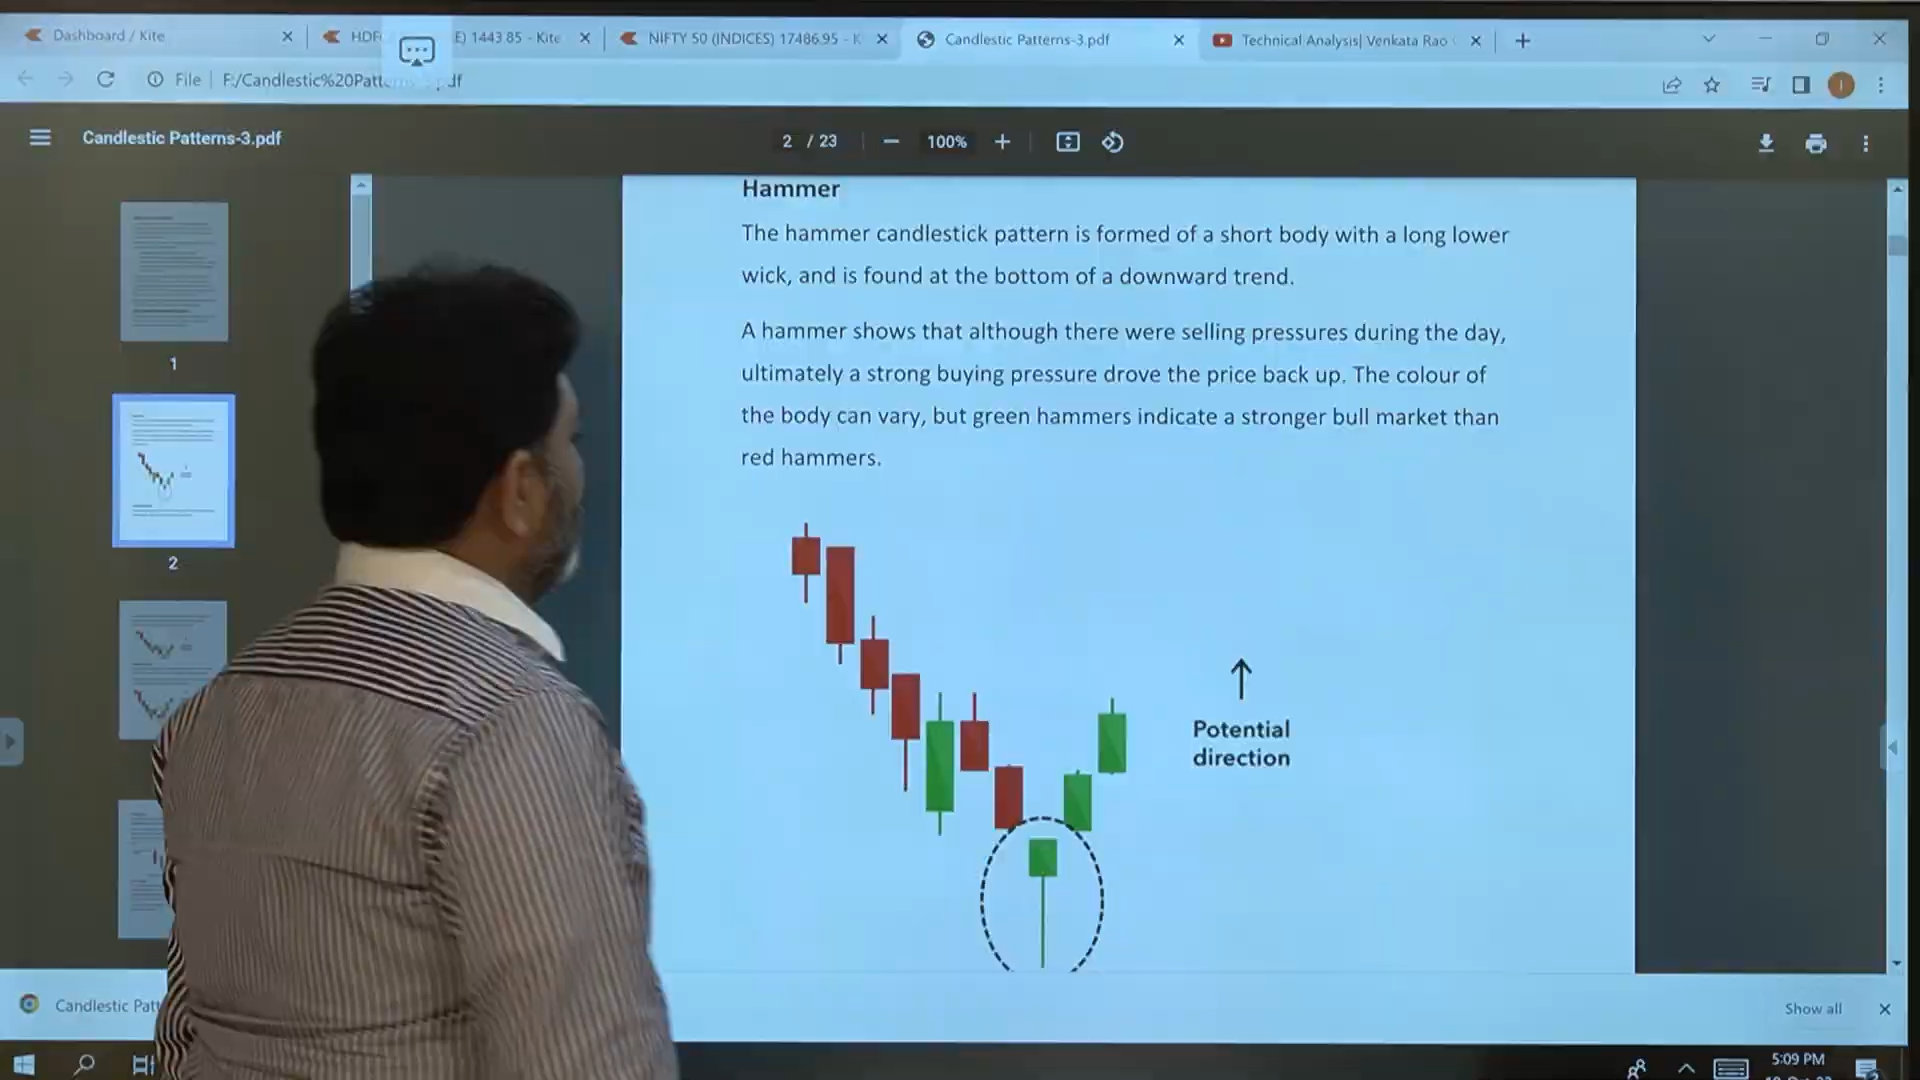 Dashboard / Kite
HDF
E) 1443.85 - Kite
NIFTY 50 (INDICES) 17486.95 - K
Candlestic Patterns-3.pdf
Technical Analysis| Venkata Rao
File
F:/Candlestic%20Patte
.pdf
Candlestic Patterns-3.pdf
2 / 23
100%
1
2
Hammer
The hammer candlestick pattern is formed of a short body with a long lower
wick, and is found at the bottom of a downward trend.
A hammer shows that although there were selling pressures during the day,
ultimately a strong buying pressure drove the price back up. The colour of
the body can vary, but green hammers indicate a stronger bull market than
red hammers.
Potential
direction
Candlestic Patt
Show all
5:09 PM